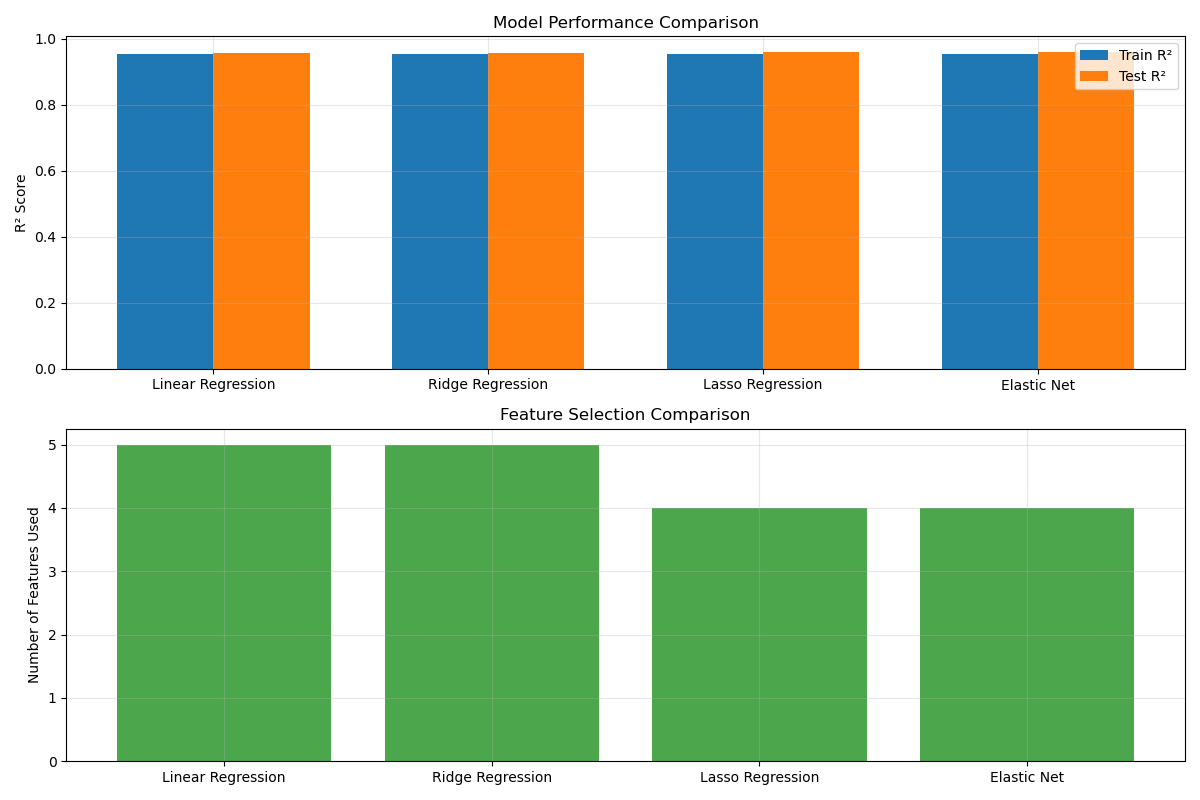 Model Performance Comparison
R² Score
1.0
0.8
0.6
0.4
0.2
0.0
Train R²
Test R²
Linear Regression
Ridge Regression
Lasso Regression
Elastic Net
Feature Selection Comparison
Number of Features Used
5
4
3
2
1
0
Linear Regression
Ridge Regression
Lasso Regression
Elastic Net